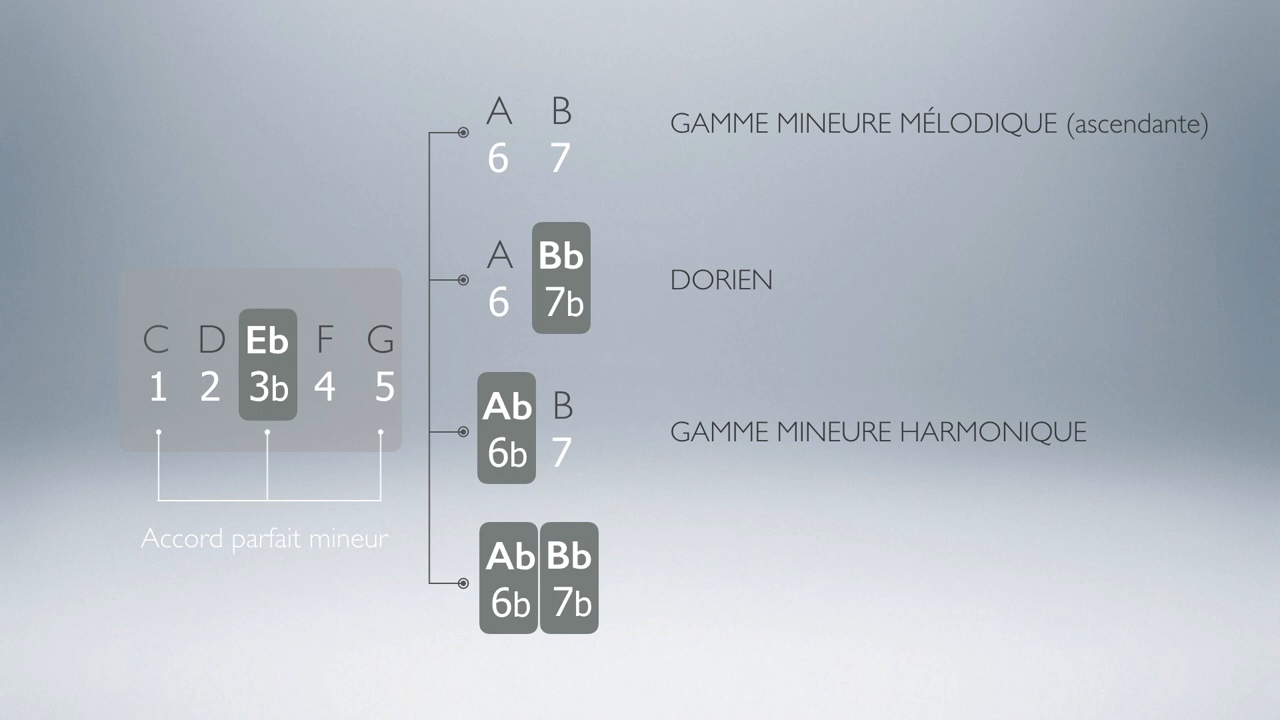 A B
6 7
GAMME MINEURE MÉLODIQUE (ascendante)
A Bb
6 7b
DORIEN
C D Eb F G
1 2 3b 4 5
Accord parfait mineur
Ab B
6b 7
GAMME MINEURE HARMONIQUE
Ab Bb
6b 7b